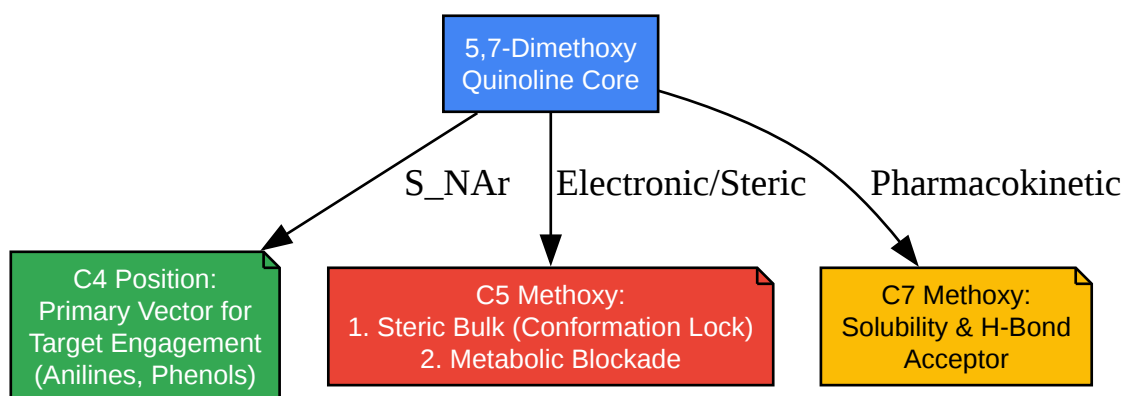 5,7-Dimethoxy
Quinoline Core
S_NAr
Electronic/Steric
Pharmacokinetic
C4 Position:
Primary Vector for
Target Engagement
(Anilines, Phenols)
C5 Methoxy:
1. Steric Bulk (Conformation Lock)
2. Metabolic Blockade
C7 Methoxy:
Solubility & H-Bond
Acceptor